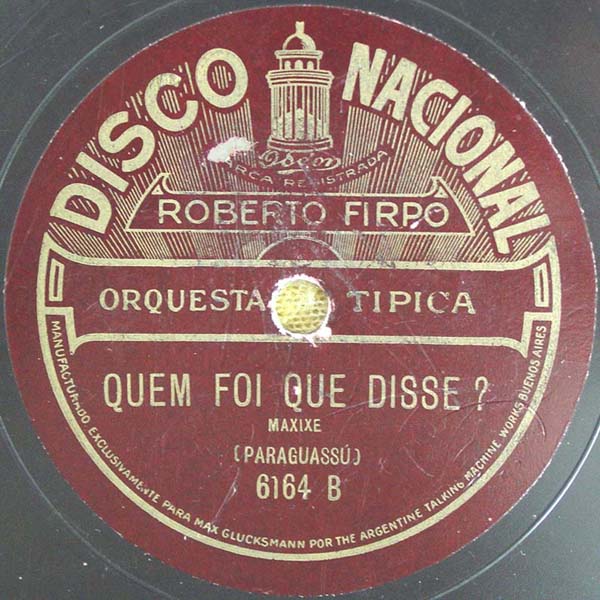 DISCO NACIONAL
Odeon
MARCA REGISTRADA
ROBERTO FIRPO
ORQUESTA TIPICA
QUEM FOI QUE DISSE?
MAXIXE
(PARAGUASSÚ)
6164 B
MANUFACTURADO EXCLUSIVAMENTE PARA MAX GLUCKSMANN POR THE ARGENTINE TALKING MACHINE WORKS BUENOS AIRES